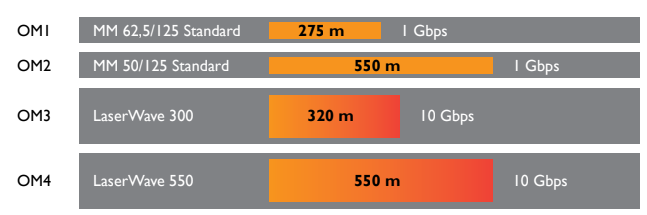 OM1 MM 62,5/125 Standard 275 m 1 Gbps
OM2 MM 50/125 Standard 550 m 1 Gbps
OM3 LaserWave 300 320 m 10 Gbps
OM4 LaserWave 550 550 m 10 Gbps